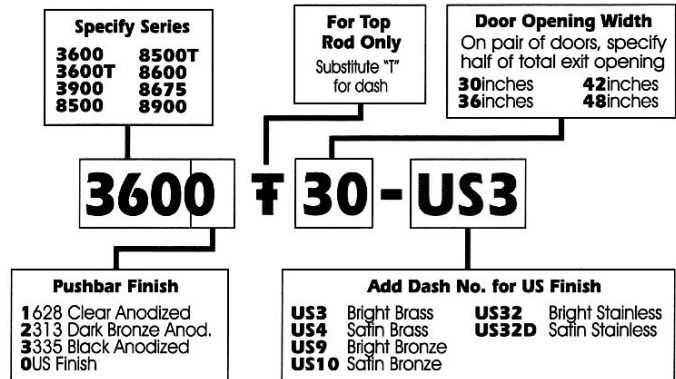 Specify Series
3600 8500T
3600T 8600
3900 8675
8500 8900
For Top
Rod Only
Substitute "T"
for dash
Door Opening Width
On pair of doors, specify
half of total exit opening
30inches 42inches
36inches 48inches
3600 T 30 - US3
Pushbar Finish
1628 Clear Anodized
2313 Dark Bronze Anod.
3335 Black Anodized
0US Finish
Add Dash No. for US Finish
US3 Bright Brass US32 Bright Stainless
US4 Satin Brass US32D Satin Stainless
US9 Bright Bronze
US10 Satin Bronze